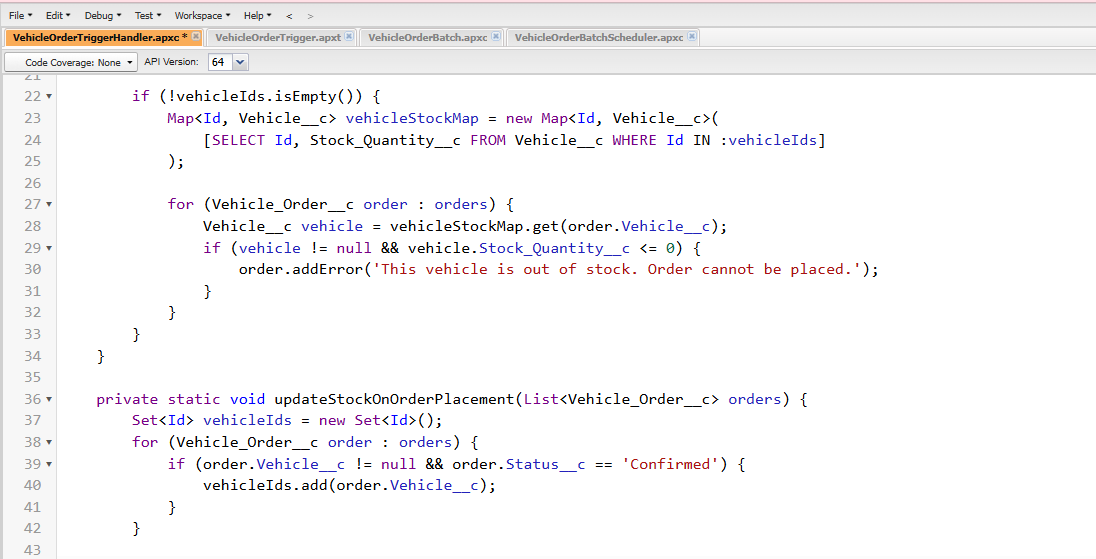 File Edit Debug Test Workspace Help < >
VehicleOrderTriggerHandler.apxc * VehicleOrderTrigger.apxt VehicleOrderBatch.apxc VehicleOrderBatchScheduler.apxc
Code Coverage: None API Version: 64
21
22 if (!vehicleIds.isEmpty()) {
23 Map<Id, Vehicle__c> vehicleStockMap = new Map<Id, Vehicle__c>(
24 [SELECT Id, Stock_Quantity__c FROM Vehicle__c WHERE Id IN :vehicleIds]
25 );
26
27 for (Vehicle_Order__c order : orders) {
28 Vehicle__c vehicle = vehicleStockMap.get(order.Vehicle__c);
29 if (vehicle != null && vehicle.Stock_Quantity__c <= 0) {
30 order.addError('This vehicle is out of stock. Order cannot be placed.');
31 }
32 }
33 }
34 }
35
36 private static void updateStockOnOrderPlacement(List<Vehicle_Order__c> orders) {
37 Set<Id> vehicleIds = new Set<Id>();
38 for (Vehicle_Order__c order : orders) {
39 if (order.Vehicle__c != null && order.Status__c == 'Confirmed') {
40 vehicleIds.add(order.Vehicle__c);
41 }
42 }
43